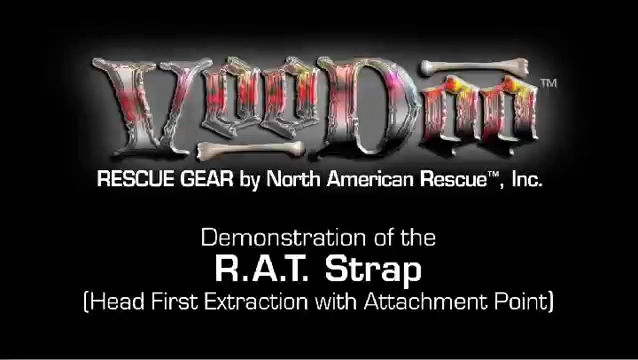 VooDoo™
RESCUE GEAR by North American Rescue™, Inc.
Demonstration of the
R.A.T. Strap
(Head First Extraction with Attachment Point)